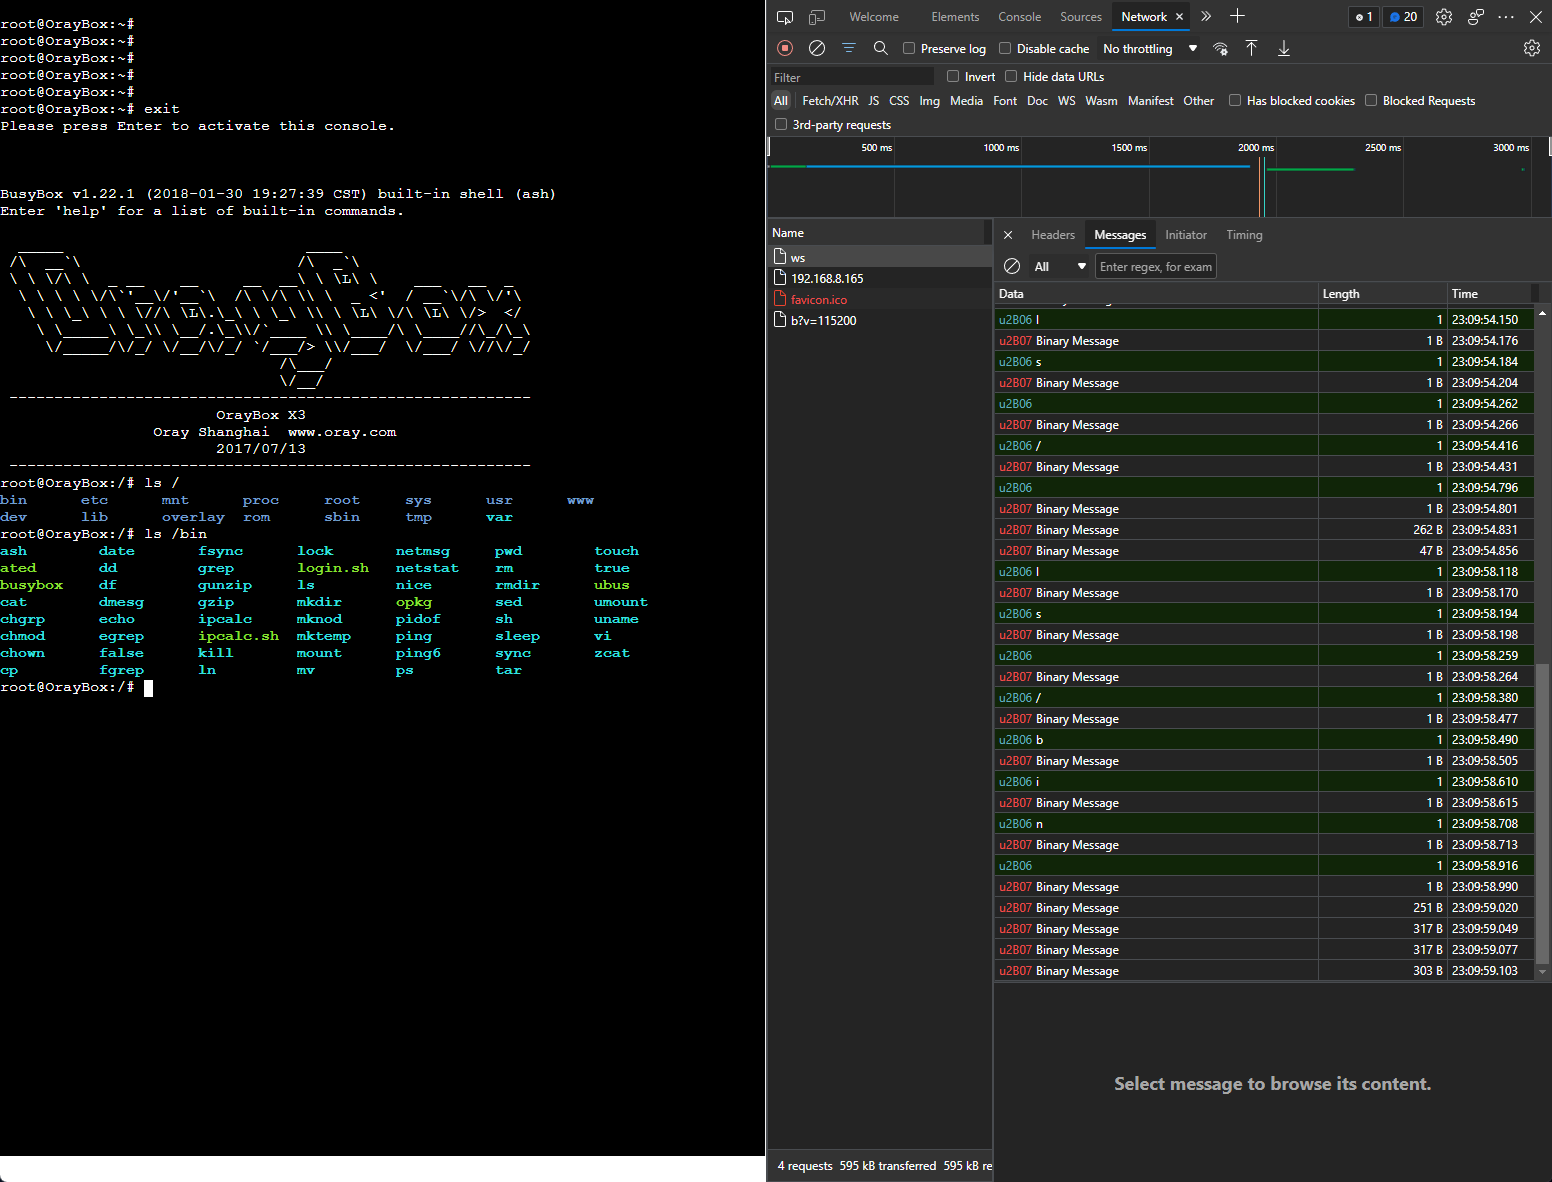 root@OrayBox:~#
root@OrayBox:~#
root@OrayBox:~#
root@OrayBox:~#
root@OrayBox:~#
root@OrayBox:~# exit
Please press Enter to activate this console.
BusyBox v1.22.1 (2018-01-30 19:27:39 CST) built-in shell (ash)
Enter 'help' for a list of built-in commands.
OrayBox X3
Oray Shanghai  www.oray.com
2017/07/13
root@OrayBox:/# ls /
bin etc mnt proc root sys usr www
dev lib overlay rom sbin tmp var
root@OrayBox:/# ls /bin
ash date fsync lock netmsg pwd touch
ated dd grep login.sh netstat rm true
busybox df gunzip ls nice rmdir ubus
cat dmesg gzip mkdir opkg sed umount
chgrp echo ipcalc mknod pidof sh uname
chmod egrep ipcalc.sh mktemp ping sleep vi
chown false kill mount ping6 sync zcat
cp fgrep ln mv ps tar
root@OrayBox:/#
Welcome Elements Console Sources Network 1 20
Preserve log Disable cache No throttling
Filter Invert Hide data URLs
All Fetch/XHR JS CSS Img Media Font Doc WS Wasm Manifest Other Has blocked cookies Blocked Requests
3rd-party requests
500 ms 1000 ms 1500 ms 2000 ms 2500 ms 3000 ms
Name
ws
192.168.8.165
favicon.ico
b?v=115200
4 requests 595 kB transferred 595 kB re
Headers Messages Initiator Timing
All Enter regex, for exam
Data Length Time
u2B06 l 1 23:09:54.150
u2B07 Binary Message 1 B 23:09:54.176
u2B06 s 1 23:09:54.184
u2B07 Binary Message 1 B 23:09:54.204
u2B06 1 23:09:54.262
u2B07 Binary Message 1 B 23:09:54.266
u2B06 / 1 23:09:54.416
u2B07 Binary Message 1 B 23:09:54.431
u2B06 1 23:09:54.796
u2B07 Binary Message 1 B 23:09:54.801
u2B07 Binary Message 262 B 23:09:54.831
u2B07 Binary Message 47 B 23:09:54.856
u2B06 l 1 23:09:58.118
u2B07 Binary Message 1 B 23:09:58.170
u2B06 s 1 23:09:58.194
u2B07 Binary Message 1 B 23:09:58.198
u2B06 1 23:09:58.259
u2B07 Binary Message 1 B 23:09:58.264
u2B06 / 1 23:09:58.380
u2B07 Binary Message 1 B 23:09:58.477
u2B06 b 1 23:09:58.490
u2B07 Binary Message 1 B 23:09:58.505
u2B06 i 1 23:09:58.610
u2B07 Binary Message 1 B 23:09:58.615
u2B06 n 1 23:09:58.708
u2B07 Binary Message 1 B 23:09:58.713
u2B06 1 23:09:58.916
u2B07 Binary Message 1 B 23:09:58.990
u2B07 Binary Message 251 B 23:09:59.020
u2B07 Binary Message 317 B 23:09:59.049
u2B07 Binary Message 317 B 23:09:59.077
u2B07 Binary Message 303 B 23:09:59.103
Select message to browse its content.